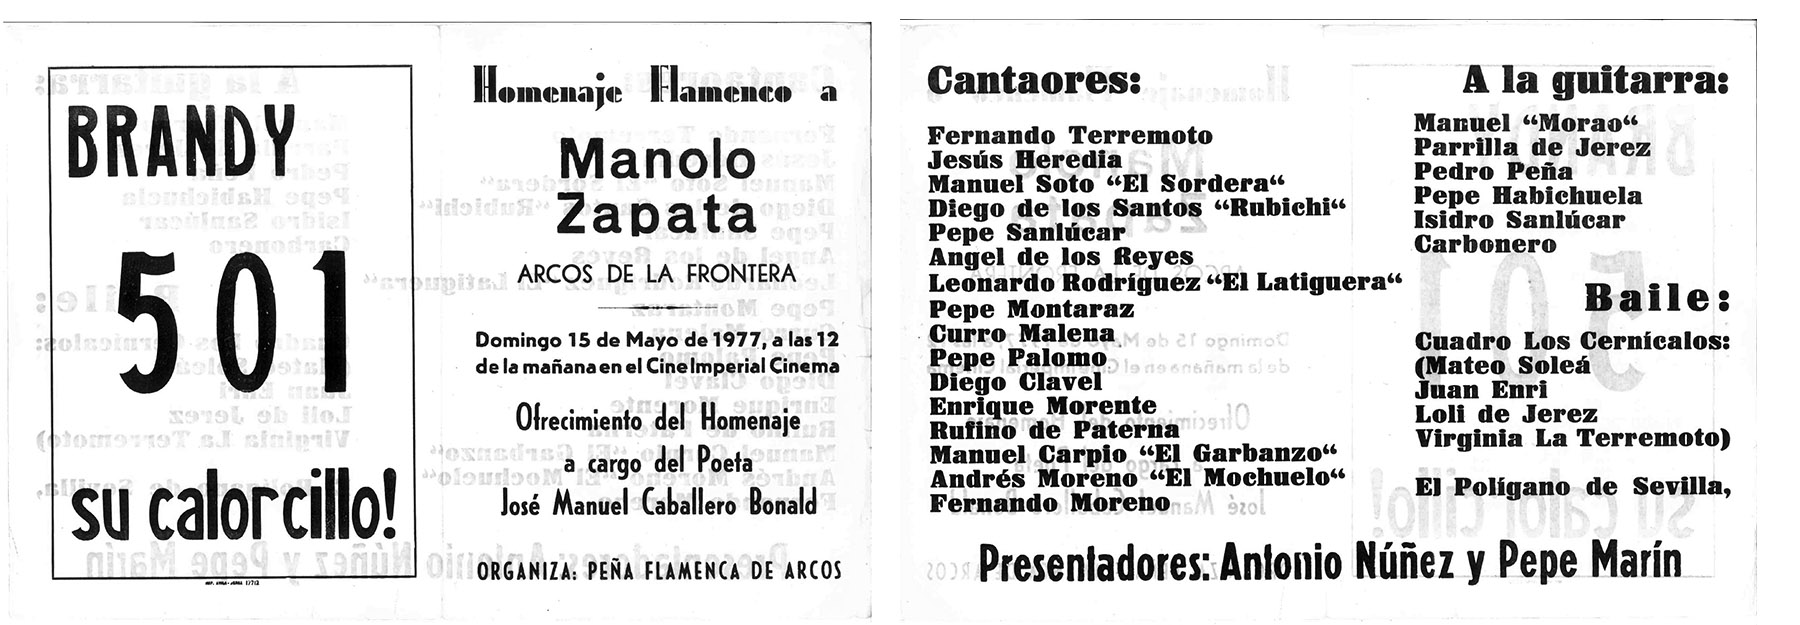 BRANDY
501
su calorcillo!
Homenaje Flamenco a
Manolo
Zapata
ARCOS DE LA FRONTERA
Domingo 15 de Mayo de 1977, a las 12
de la mañana en el Cine Imperial Cinema
Ofrecimiento del Homenaje
a cargo del Poeta
José Manuel Caballero Bonald
ORGANIZA: PEÑA FLAMENCA DE ARCOS
Cantaores:
Fernando Terremoto
Jesús Heredia
Manuel Soto “El Sordera“
Diego de los Santos “Rubichi“
Pepe Sanlúcar
Angel de los Reyes
Leonardo Rodríguez “El Latiguera“
Pepe Montaraz
Curro Malena
Pepe Palomo
Diego Clavel
Enrique Morente
Rufino de Paterna
Manuel Carpio “El Garbanzo“
Andrés Moreno “El Mochuelo“
Fernando Moreno
A la guitarra:
Manuel “Morao“
Parrilla de Jerez
Pedro Peña
Pepe Habichuela
Isidro Sanlúcar
Carbonero
Baile:
Cuadro Los Cernícalos:
(Mateo Soleá
Juan Enri
Loli de Jerez
Virginia La Terremoto)
El Polígano de Sevilla,
Presentadores: Antonio Núñez y Pepe Marín